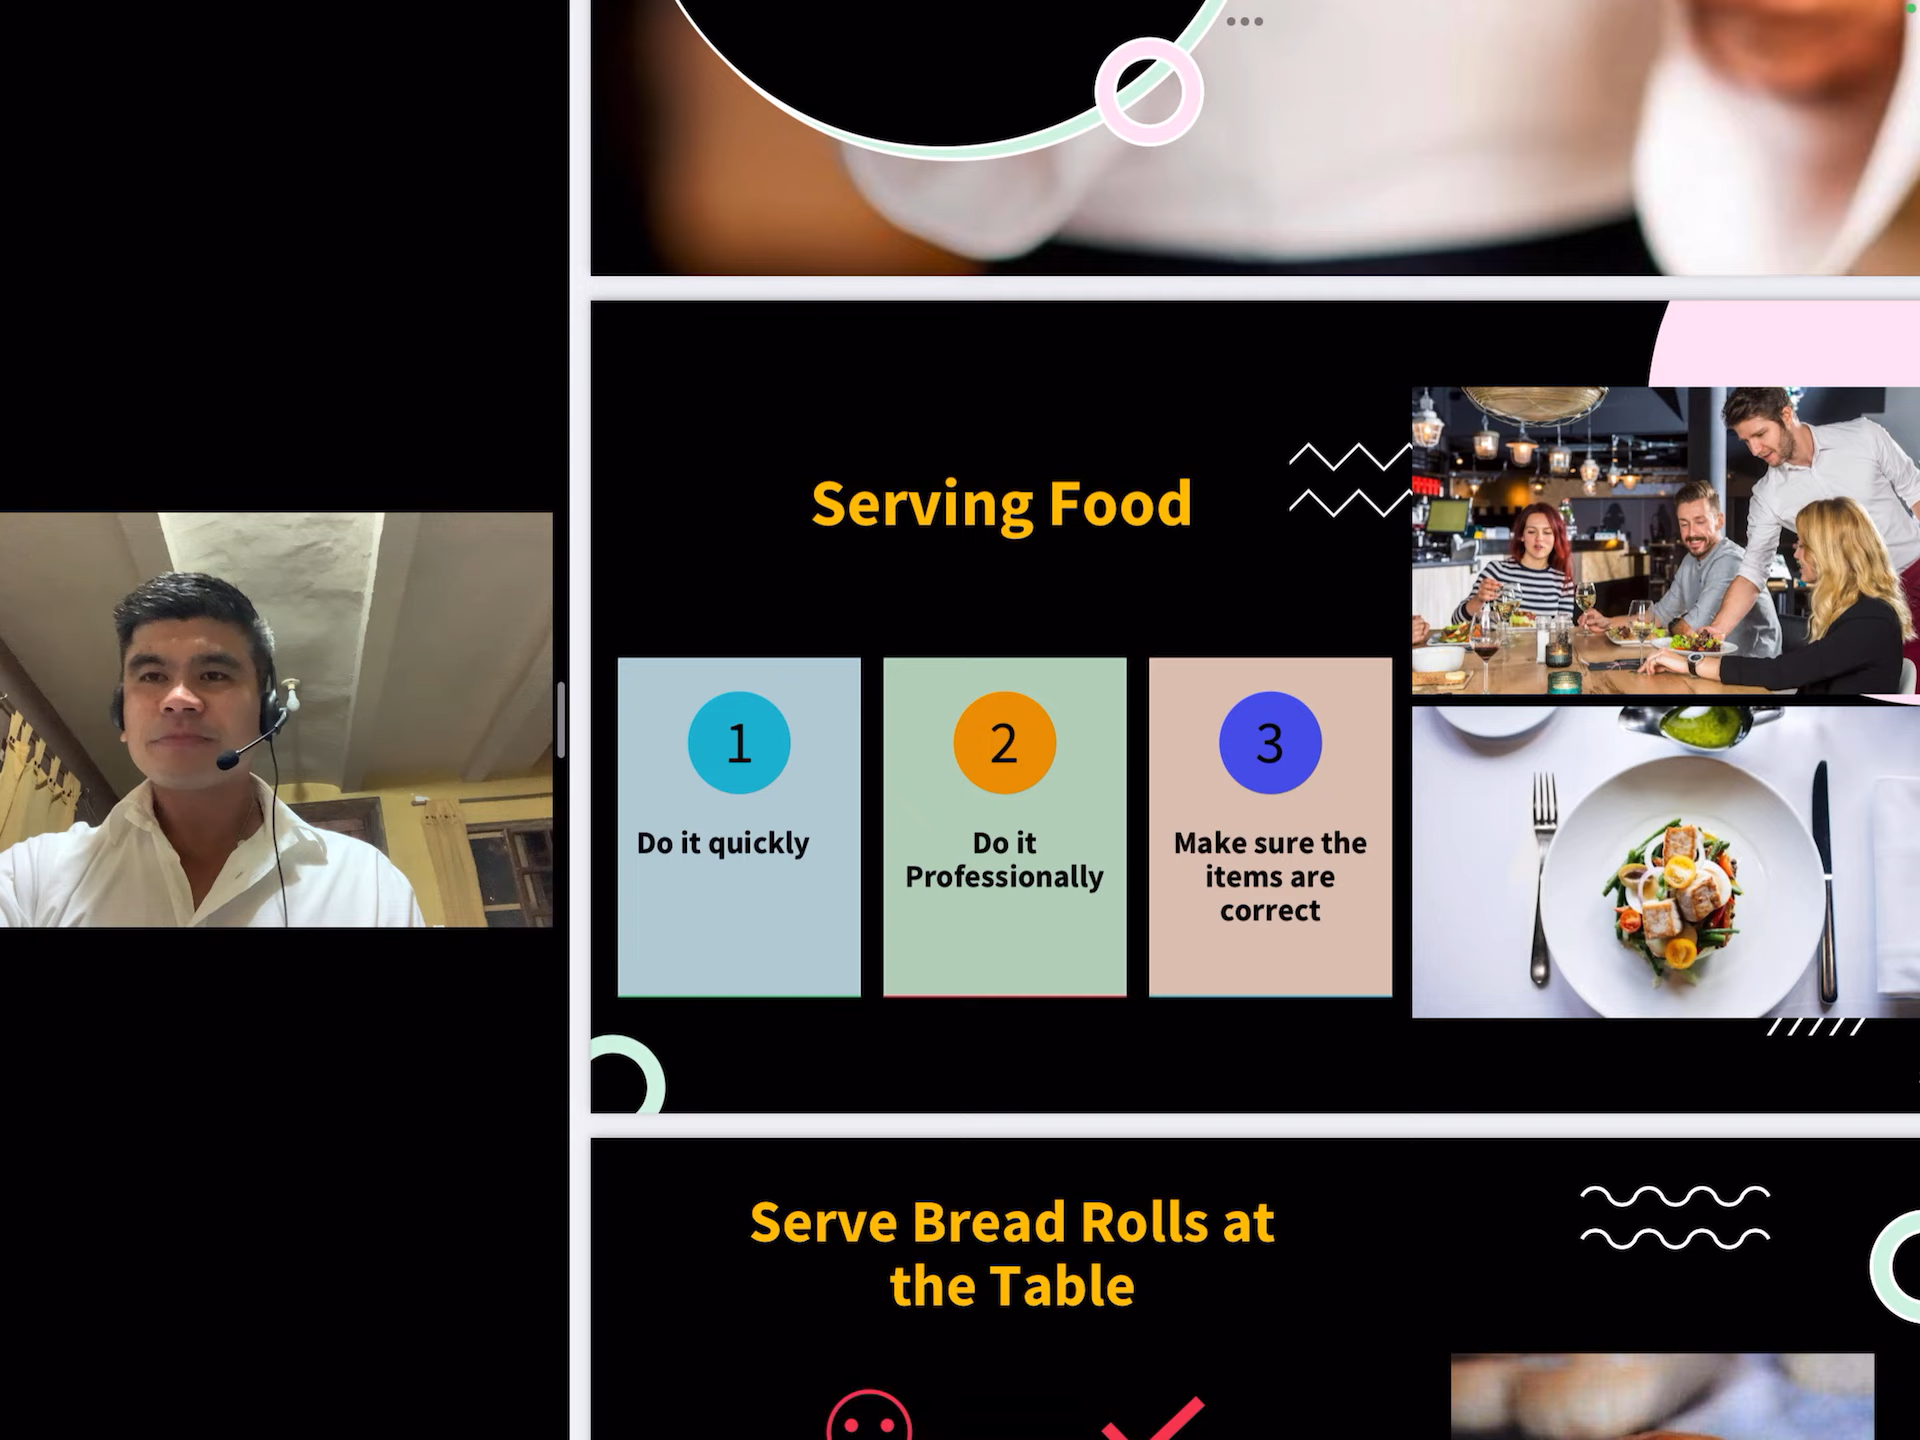 Serving Food
1
Do it quickly
2
Do it
Professionally
3
Make sure the
items are
correct
Serve Bread Rolls at
the Table